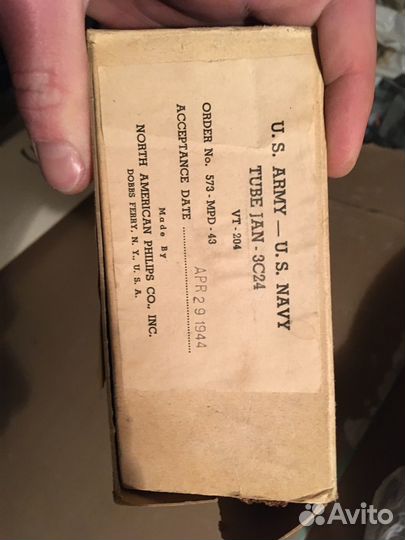 U. S. ARMY — U. S. NAVY
TUBE JAN - 3C24
VT - 204
ORDER No. 573 - MPD - 43
ACCEPTANCE DATE .......................... APR 29 1944
Made By
NORTH AMERICAN PHILIPS CO., INC.
DOBBS FERRY, N. Y., U. S. A.
Avito